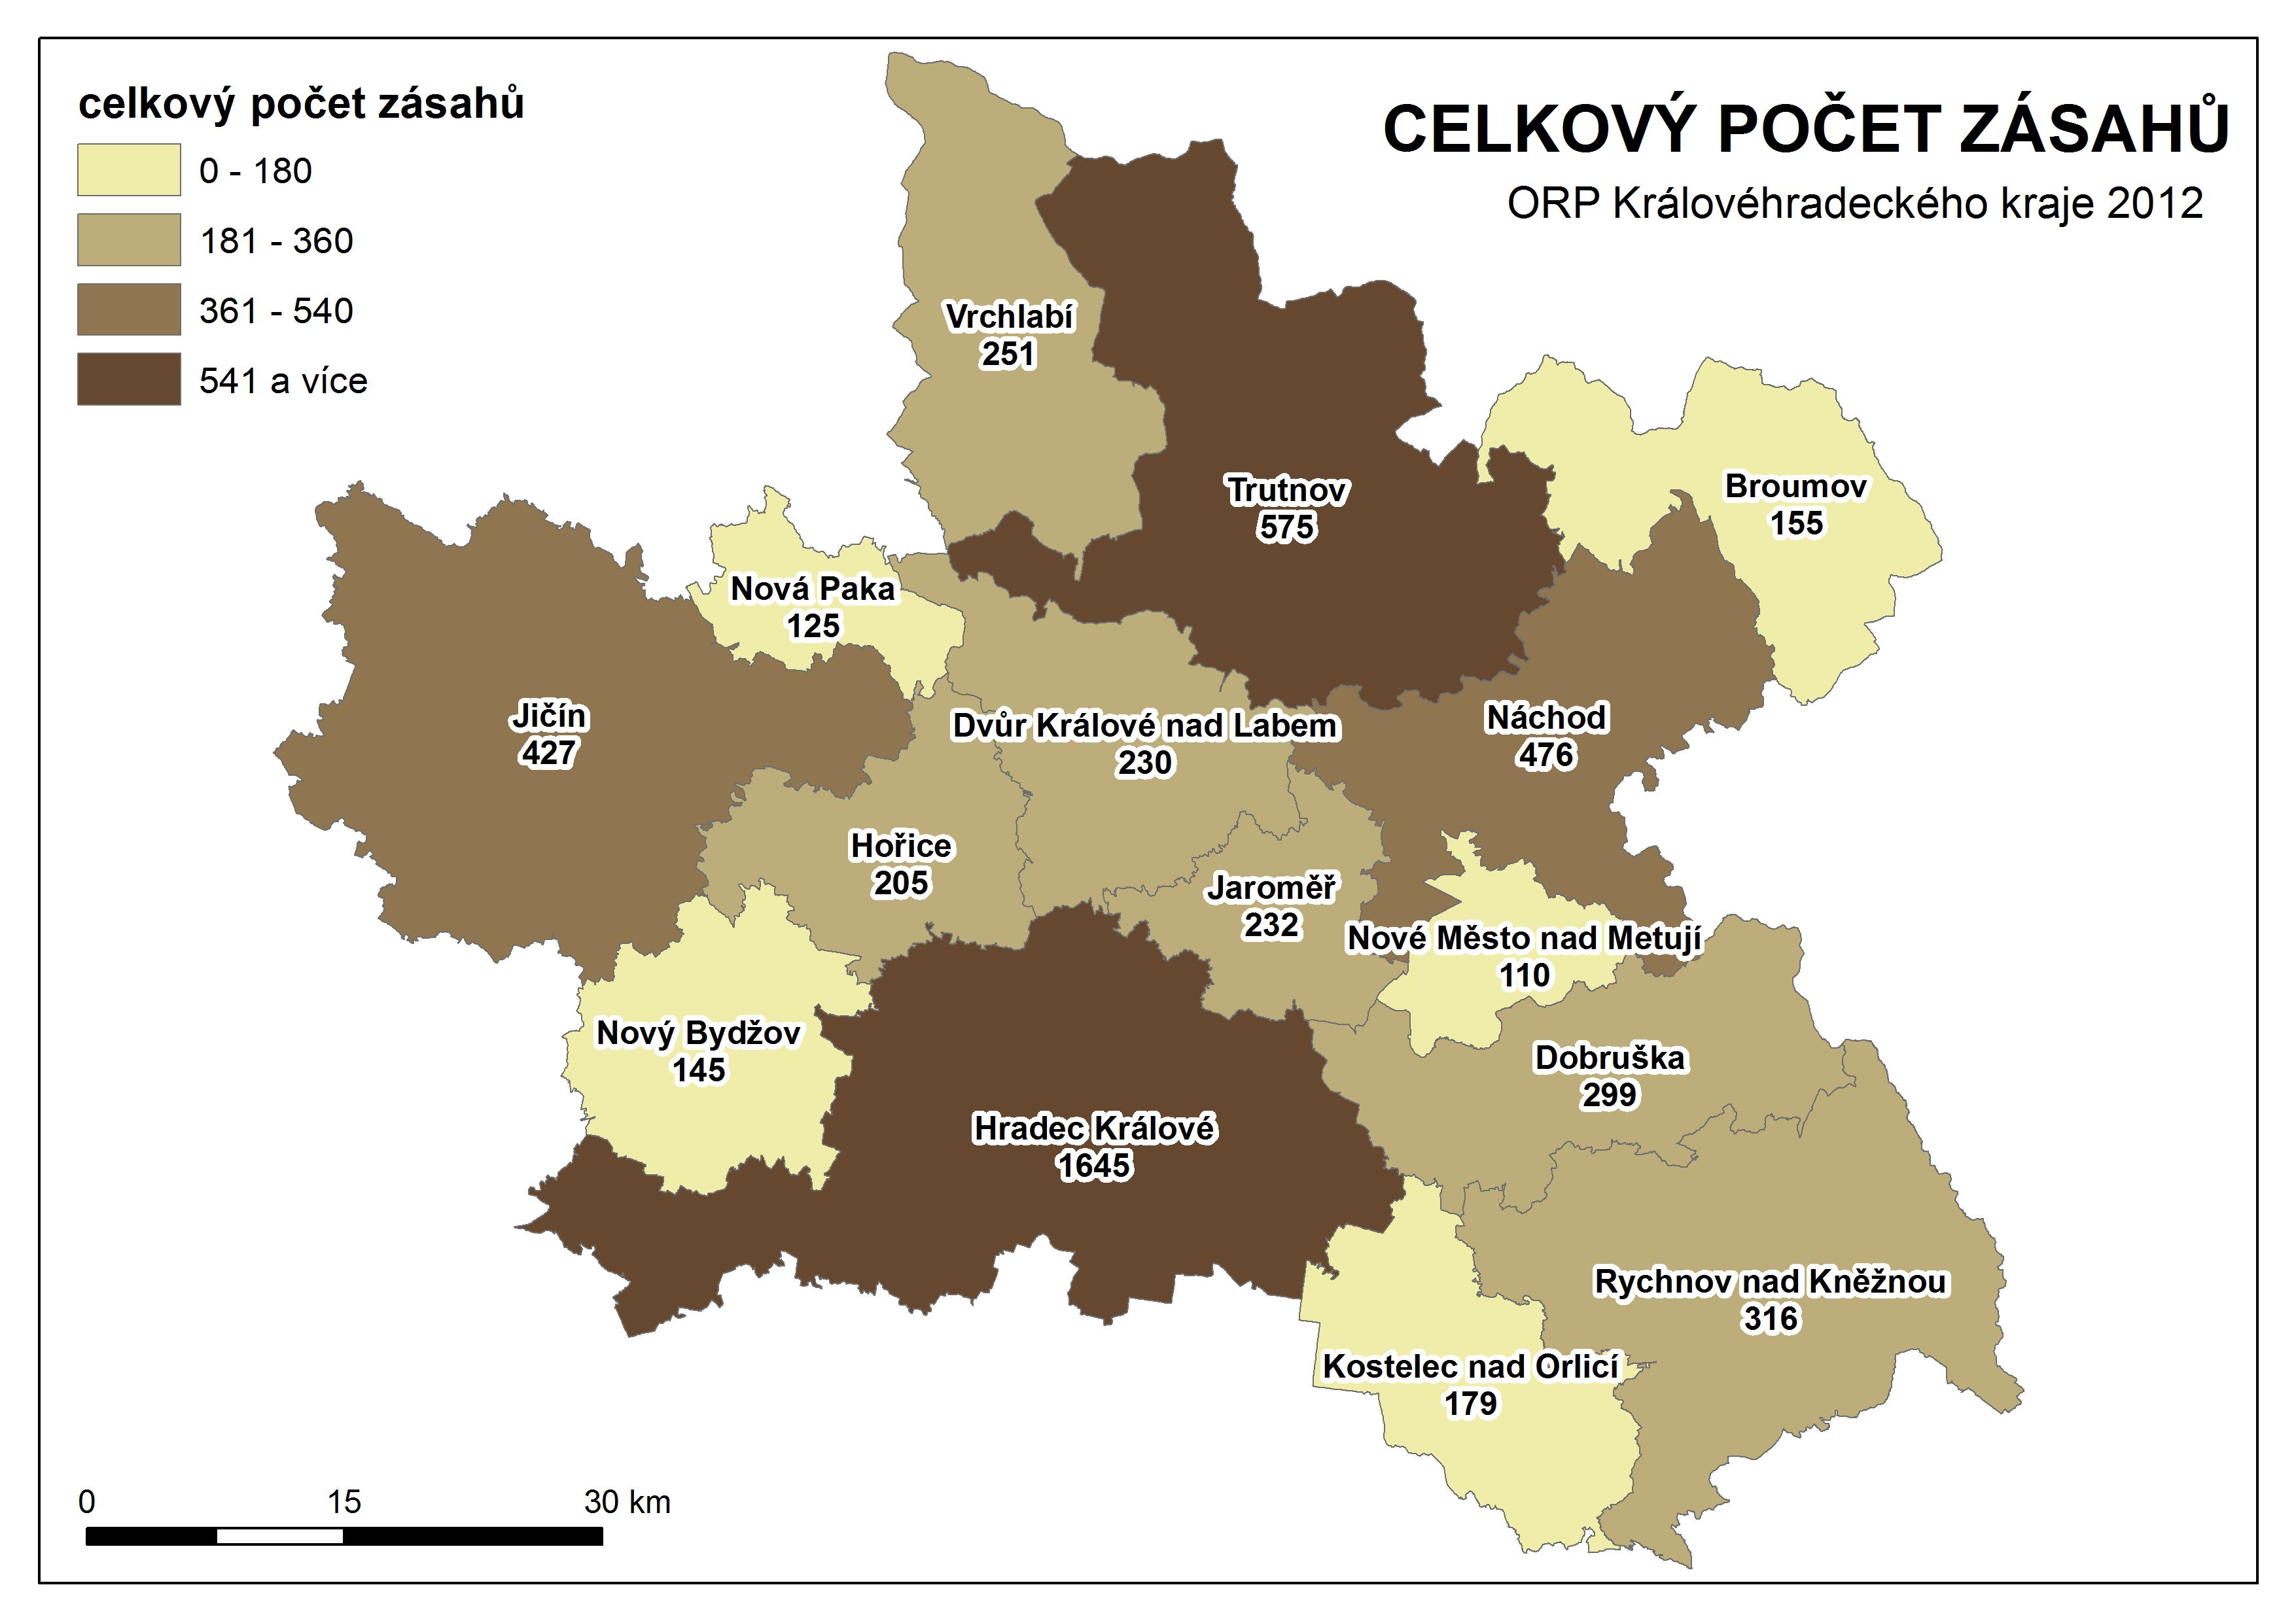 CELKOVÝ POČET ZÁSAHŮ
ORP Královéhradeckého kraje 2012
celkový počet zásahů
0 - 180
181 - 360
361 - 540
541 a více
Vrchlabí
251
Trutnov
575
Broumov
155
Nová Paka
125
Jičín
427
Dvůr Králové nad Labem
230
Náchod
476
Hořice
205
Jaroměř
232
Nové Město nad Metují
110
Nový Bydžov
145
Dobruška
299
Hradec Králové
1645
Rychnov nad Kněžnou
316
Kostelec nad Orlicí
179
0 15 30 km